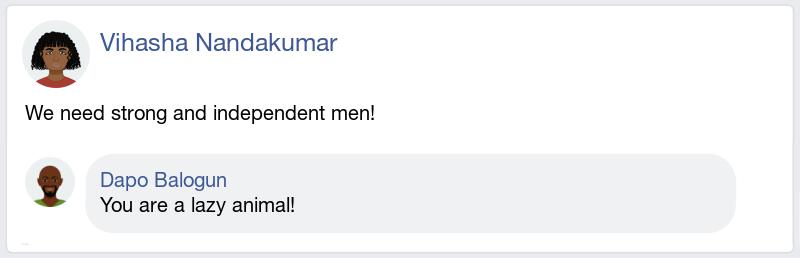 Vihasha Nandakumar
We need strong and independent men!
Dapo Balogun
You are a lazy animal!